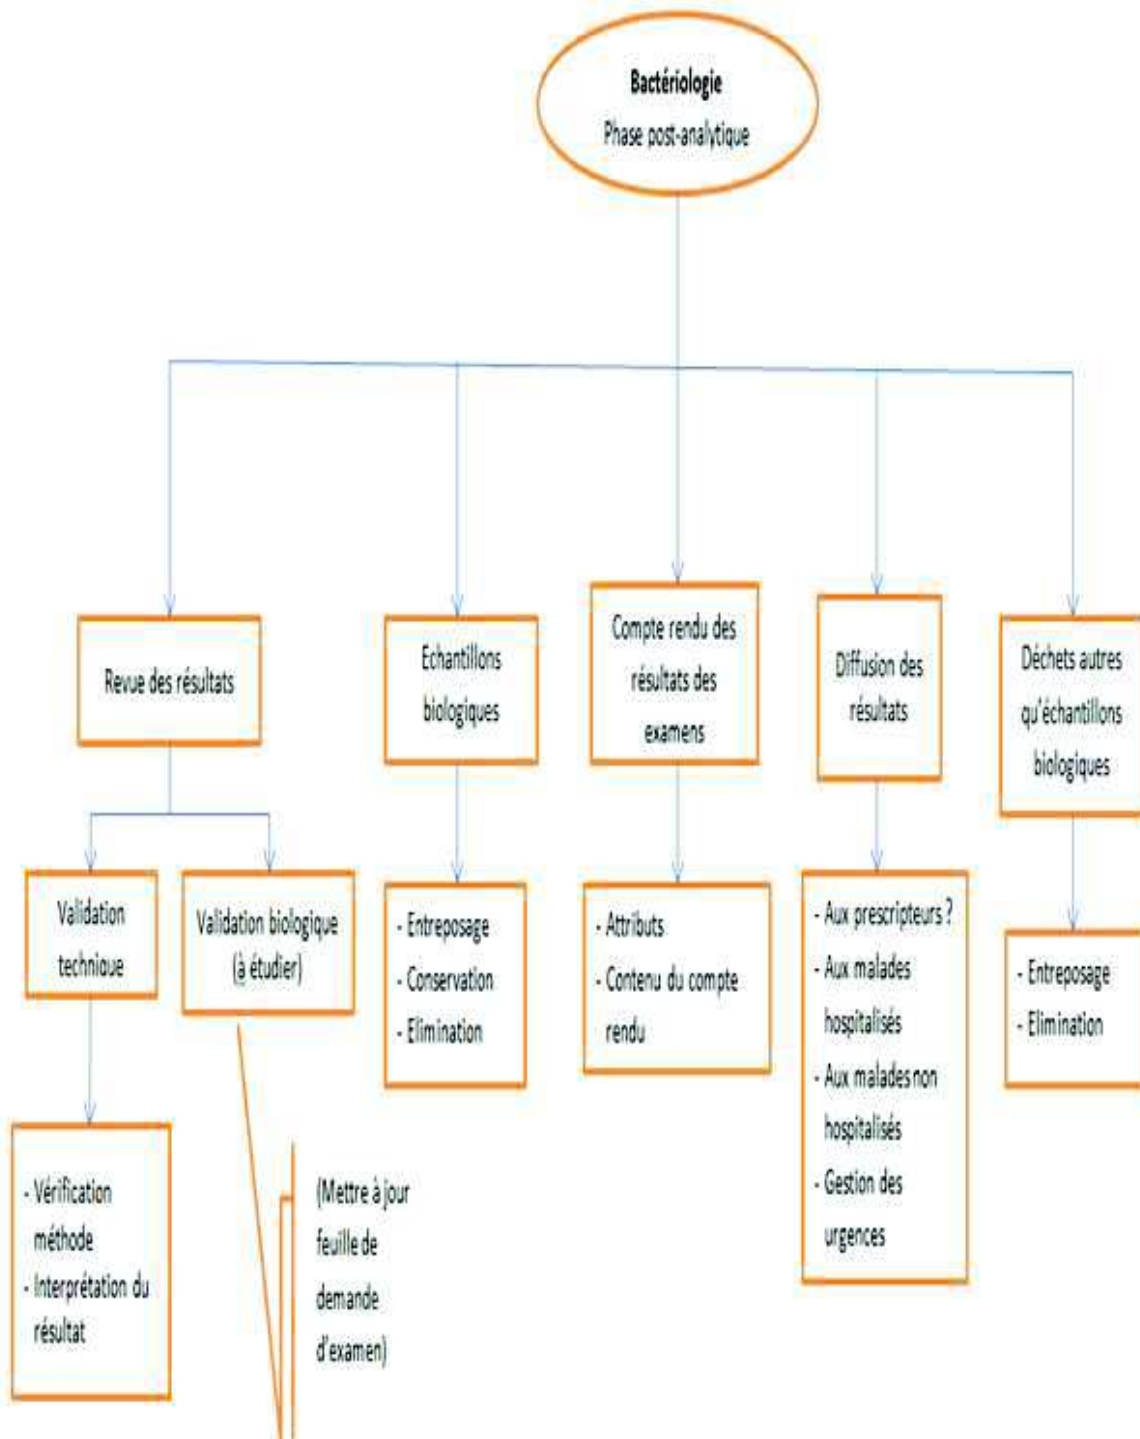 Bactériologie
Phase post-analytique
Revue des résultats
Echantillons
biologiques
Compte rendu des
résultats des
examens
Diffusion des
résultats
Déchets autres
qu'échantillons
biologiques
Validation
technique
Validation biologique
(à étudier)
- Entreposage
- Conservation
- Elimination
- Attributs
- Contenu du compte
rendu
- Aux prescripteurs ?
- Aux malades
hospitalisés
- Aux malades non
hospitalisés
- Gestion des
urgences
- Entreposage
- Elimination
- Vérification
méthode
- Interprétation du
résultat
(Mettre à jour
feuille de
demande
d'examen)